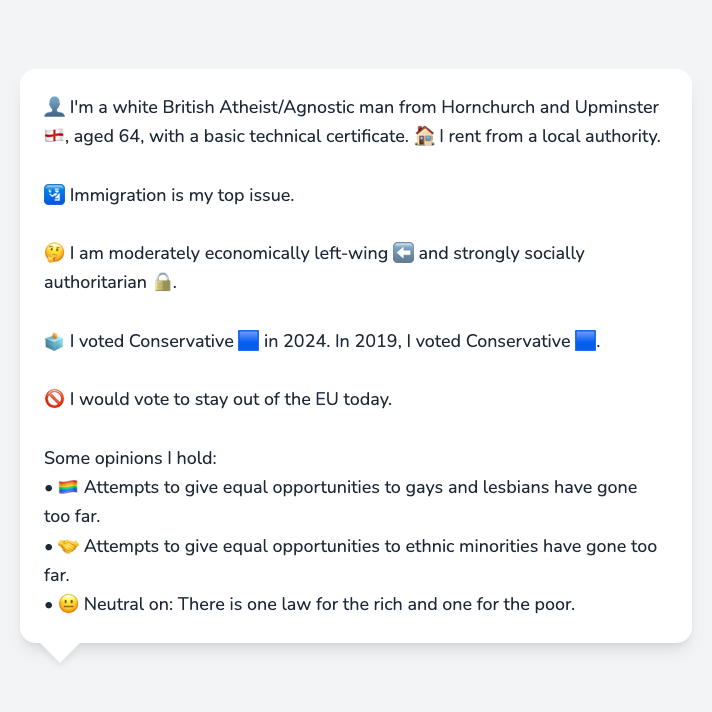 👤 I'm a white British Atheist/Agnostic man from Hornchurch and Upminster
🏴󠁧󠁢󠁥󠁮󠁧󠁿, aged 64, with a basic technical certificate. 🏠 I rent from a local authority.
🛂 Immigration is my top issue.
🤔 I am moderately economically left-wing ⬅️ and strongly socially
authoritarian 🔒.
🗳️ I voted Conservative 🟦 in 2024. In 2019, I voted Conservative 🟦.
🚫 I would vote to stay out of the EU today.
Some opinions I hold:
• 🏳️‍🌈 Attempts to give equal opportunities to gays and lesbians have gone
too far.
• 🤝 Attempts to give equal opportunities to ethnic minorities have gone too
far.
• 😐 Neutral on: There is one law for the rich and one for the poor.